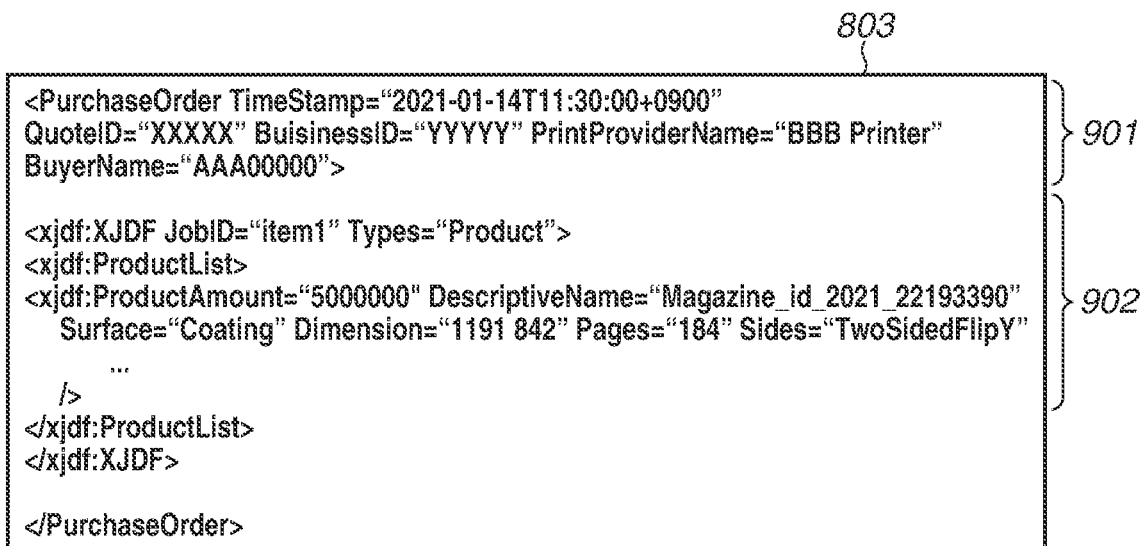 803
<PurchaseOrder TimeStamp=“2021-01-14T11:30:00+0900”
QuoteID=“XXXXX” BuisinessID=“YYYYY” PrintProviderName=“BBB Printer”
BuyerName=“AAA00000”>
901
<xjdf:XJDF JobID=“item1” Types=“Product”>
<xjdf:ProductList>
<xjdf:ProductAmount=“5000000” DescriptiveName=“Magazine_id_2021_22193390”
Surface=“Coating” Dimension=“1191 842” Pages=“184” Sides=“TwoSidedFlipY”
...
/>
902
</xjdf:ProductList>
</xjdf:XJDF>
</PurchaseOrder>